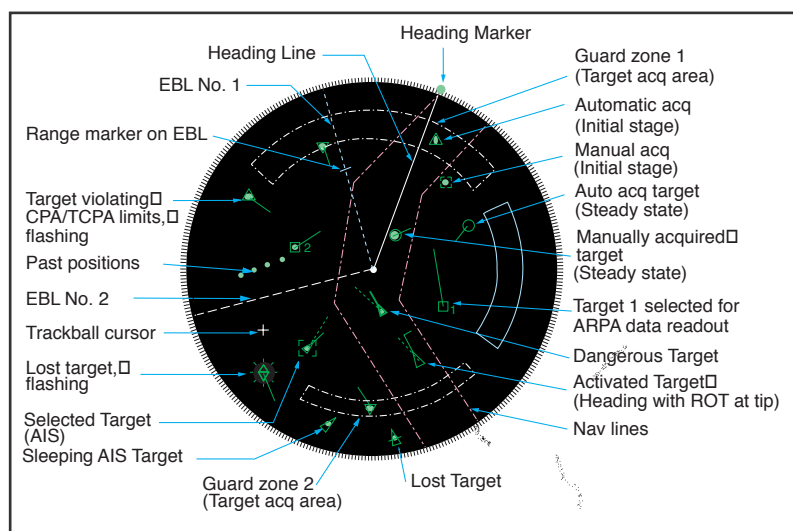 Heading Marker
Heading Line
EBL No. 1
Range marker on EBL
Target violating□
CPA/TCPA limits,□
flashing
Past positions
EBL No. 2
Trackball cursor
Lost target,□
flashing
Selected Target
(AIS)
Sleeping AIS Target
Guard zone 2
(Target acq area)
Lost Target
Guard zone 1
(Target acq area)
Automatic acq
(Initial stage)
Manual acq
(Initial stage)
Auto acq target
(Steady state)
Manually acquired□
target
(Steady state)
Target 1 selected for
ARPA data readout
Dangerous Target
Activated Target□
(Heading with ROT at tip)
Nav lines
2
1